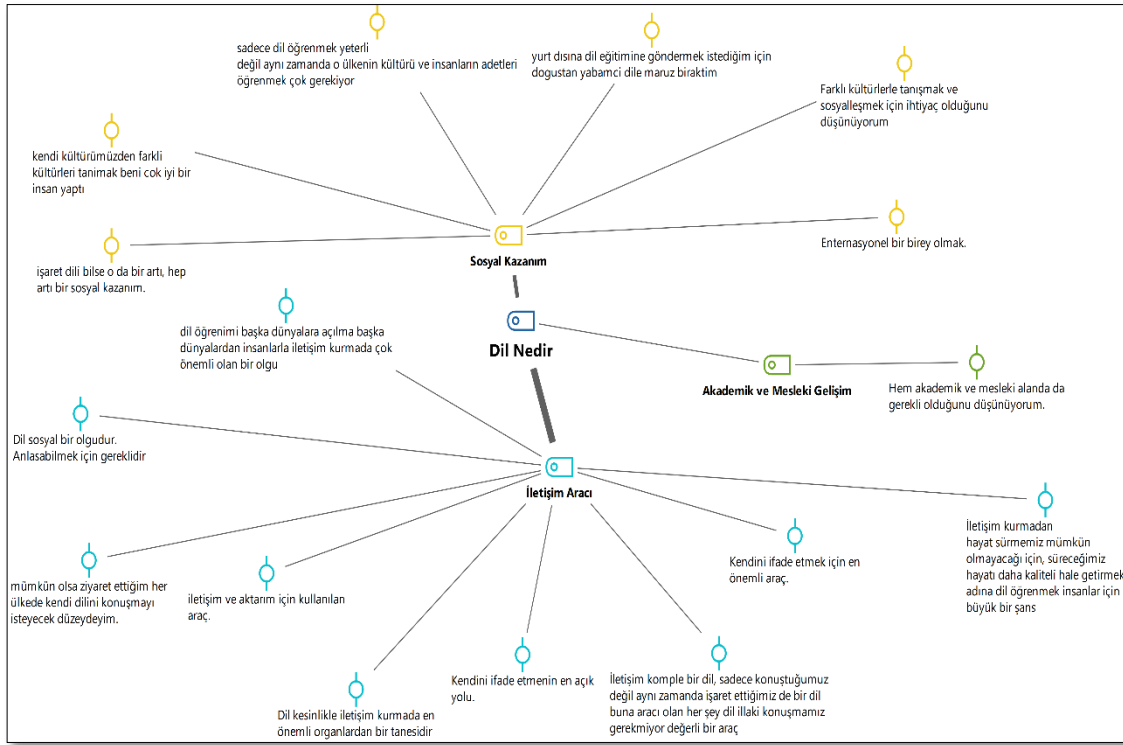 sadece dil öğrenmek yeterli
değil aynı zamanda o ülkenin kültürü ve insanların adetleri
öğrenmek çok gerekiyor
yurt dısına dil eğitimine göndermek istediğim için
dogustan yabamci dile maruz biraktim
Farklı kültürlerle tanışmak ve
sosyalleşmek için ihtiyaç olduğunu
düşünüyorum
kendi kültürümüzden farkli
kültürleri tanimak beni cok iyi bir
insan yaptı
Enternasyonel bir birey olmak.
işaret dili bilse o da bir artı, hep
artı bir sosyal kazanım.
Sosyal Kazanım
dil öğrenimi başka dünyalara açılma başka
dünyalardan insanlarla iletişim kurmada çok
önemli olan bir olgu
Dil Nedir
Akademik ve Mesleki Gelişim
Hem akademik ve mesleki alanda da
gerekli olduğunu düşünüyorum.
Dil sosyal bir olgudur.
Anlasabilmek için gereklidir
İletişim Aracı
mümkün olsa ziyaret ettiğim her
ülkede kendi dilini konuşmayı
isteyecek düzeydeyim.
iletişim ve aktarım için kullanılan
araç.
Kendini ifade etmek için en
önemli araç.
İletişim kurmadan
hayat sürmemiz mümkün
olmayacağı için, süreceğimiz
hayatı daha kaliteli hale getirmek
adına dil öğrenmek insanlar için
büyük bir şans
Dil kesinlikle iletişim kurmada en
önemli organlardan bir tanesidir
Kendini ifade etmenin en açık
yolu.
İletişim komple bir dil, sadece konuştuğumuz
değil aynı zamanda işaret ettiğimiz de bir dil
buna aracı olan her şey dil illaki konuşmamız
gerekmiyor değerli bir araç